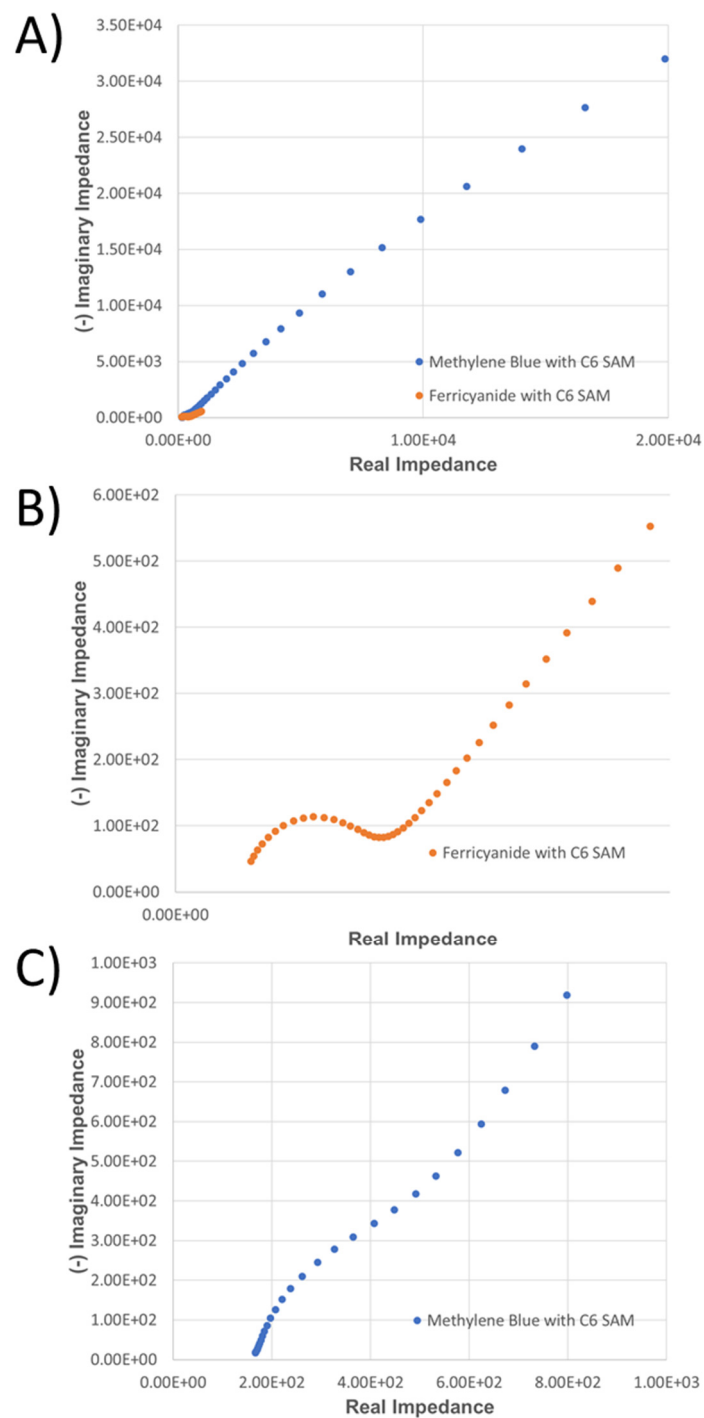 A)
3.50E+04
3.00E+04
2.50E+04
2.00E+04
1.50E+04
1.00E+04
5.00E+03
0.00E+00
(-) Imaginary Impedance
Methylene Blue with C6 SAM
Ferricyanide with C6 SAM
0.00E+00 1.00E+04 2.00E+04
Real Impedance
B)
6.00E+02
5.00E+02
4.00E+02
3.00E+02
2.00E+02
1.00E+02
0.00E+00
(-) Imaginary Impedance
Ferricyanide with C6 SAM
0.00E+00
Real Impedance
C)
1.00E+03
9.00E+02
8.00E+02
7.00E+02
6.00E+02
5.00E+02
4.00E+02
3.00E+02
2.00E+02
1.00E+02
0.00E+00
(-) Imaginary Impedance
Methylene Blue with C6 SAM
0.00E+00 2.00E+02 4.00E+02 6.00E+02 8.00E+02 1.00E+03
Real Impedance